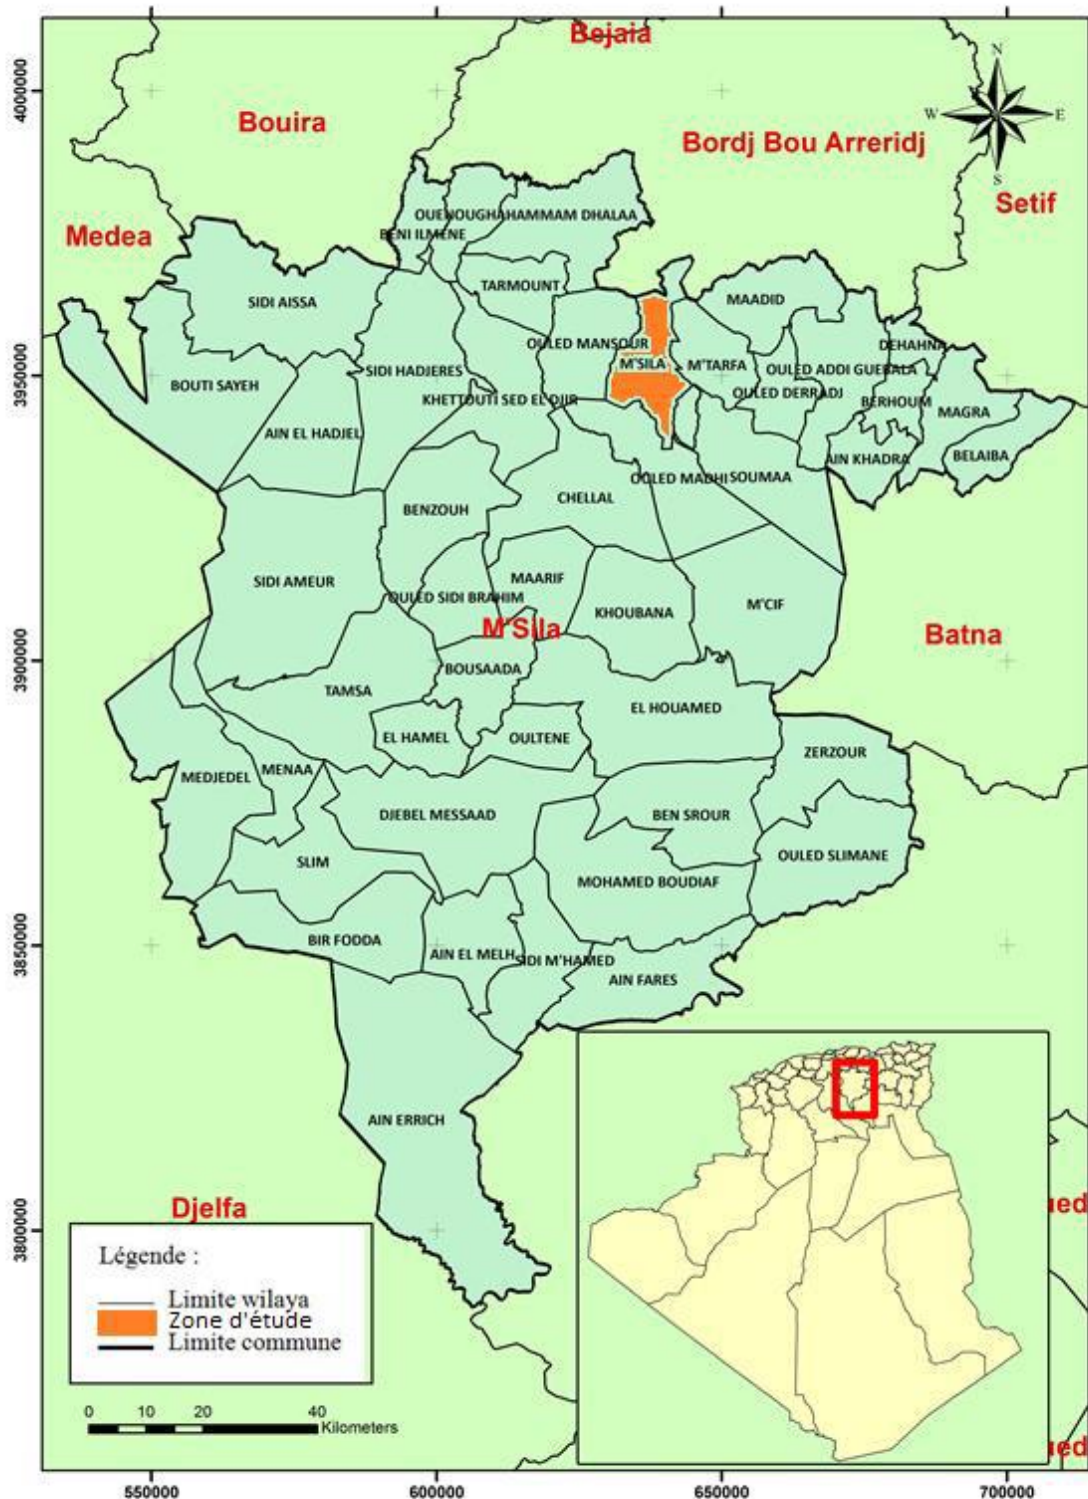 Bejaia
Bouira
Bordj Bou Arreridj
N
W
E
S
Setif
Medea
OUENOUGHA
HAMMAM DHALAA
BENI ILMENE
TARMOUNT
SIDI AISSA
MAADID
OULED MANSOUR
DEHAHNA
M'SILA
M'TARFA
SIDI HADJERES
OULED ADDI GUEBALA
BOUTI SAYEH
OULED DERRADJ
KHETTOUTI SED EL DJIR
BERHOUM
MAGRA
AIN EL HADJEL
BELAIBA
AIN KHADRA
OULED MADHI
SOUMAA
CHELLAL
BENZOUH
SIDI AMEUR
MAARIF
OULED SIDI BRAHIM
M'CIF
KHOUBANA
M'Sila
Batna
BOUSAADA
TAMSA
EL HOUAMED
EL HAMEL
OULTENE
ZERZOUR
MENAA
MEDJEDEL
DJEBEL MESSAAD
BEN SROUR
OULED SLIMANE
SLIM
MOHAMED BOUDIAF
BIR FODDA
AIN EL MELH
SIDI M'HAMED
AIN FARES
AIN ERRICH
Djelfa
ued
ued
Légende :
Limite wilaya
Zone d'étude
Limite commune
0 10 20 40
Kilometers
4000000
3950000
3900000
3850000
3800000
550000 600000 650000 700000